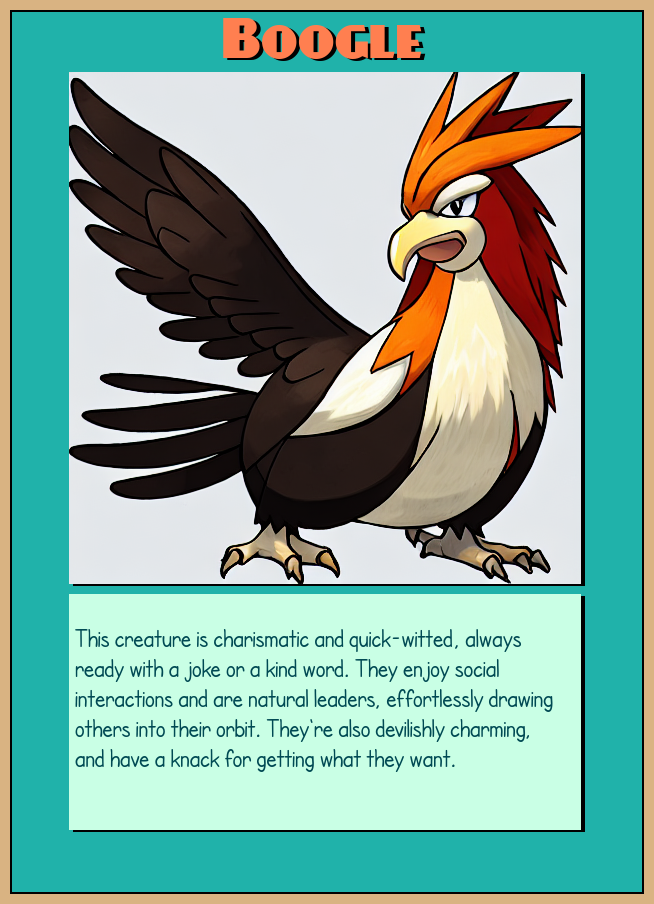 Boogle
This creature is charismatic and quick-witted, always
ready with a joke or a kind word. They enjoy social
interactions and are natural leaders, effortlessly drawing
others into their orbit. They're also devilishly charming,
and have a knack for getting what they want.